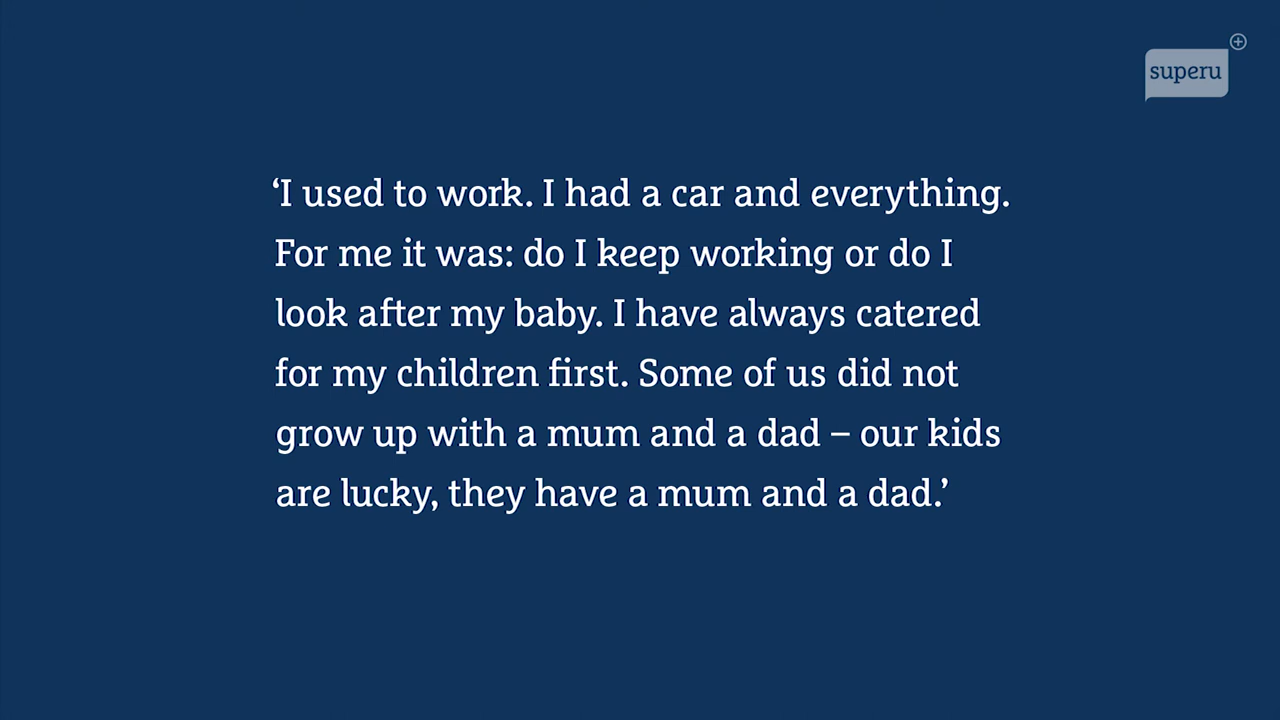 superu
‘I used to work. I had a car and everything.
For me it was: do I keep working or do I
look after my baby. I have always catered
for my children first. Some of us did not
grow up with a mum and a dad – our kids
are lucky, they have a mum and a dad.’